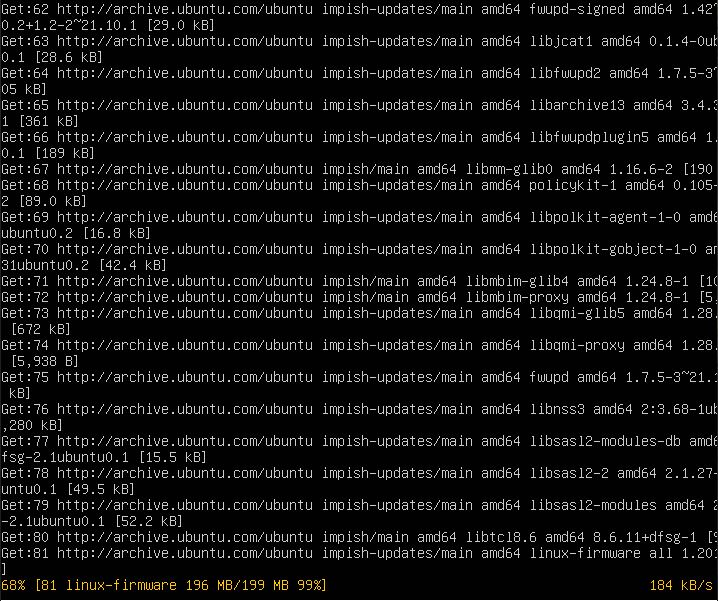 Get:62 http://archive.ubuntu.com/ubuntu impish-updates/main amd64 fwupd-signed amd64 1.42~
0.2+1.2-2~21.10.1 [29.0 kB]
Get:63 http://archive.ubuntu.com/ubuntu impish-updates/main amd64 libjcat1 amd64 0.1.4-0ub
0.1 [28.6 kB]
Get:64 http://archive.ubuntu.com/ubuntu impish-updates/main amd64 libfwupd2 amd64 1.7.5-3~
05 kB]
Get:65 http://archive.ubuntu.com/ubuntu impish-updates/main amd64 libarchive13 amd64 3.4.3
1 [361 kB]
Get:66 http://archive.ubuntu.com/ubuntu impish-updates/main amd64 libfwupdplugin5 amd64 1.
0.1 [189 kB]
Get:67 http://archive.ubuntu.com/ubuntu impish/main amd64 libmm-glib0 amd64 1.16.6-2 [190
Get:68 http://archive.ubuntu.com/ubuntu impish-updates/main amd64 policykit-1 amd64 0.105-
2 [89.0 kB]
Get:69 http://archive.ubuntu.com/ubuntu impish-updates/main amd64 libpolkit-agent-1-0 amd6
ubuntu0.2 [16.8 kB]
Get:70 http://archive.ubuntu.com/ubuntu impish-updates/main amd64 libpolkit-gobject-1-0 am
31ubuntu0.2 [42.4 kB]
Get:71 http://archive.ubuntu.com/ubuntu impish/main amd64 libmbim-glib4 amd64 1.24.8-1 [10
Get:72 http://archive.ubuntu.com/ubuntu impish/main amd64 libmbim-proxy amd64 1.24.8-1 [5,
Get:73 http://archive.ubuntu.com/ubuntu impish-updates/main amd64 libqmi-glib5 amd64 1.28.
[672 kB]
Get:74 http://archive.ubuntu.com/ubuntu impish-updates/main amd64 libqmi-proxy amd64 1.28.
[5,938 B]
Get:75 http://archive.ubuntu.com/ubuntu impish-updates/main amd64 fwupd amd64 1.7.5-3~21.1
kB]
Get:76 http://archive.ubuntu.com/ubuntu impish-updates/main amd64 libnss3 amd64 2:3.68-1ub
,280 kB]
Get:77 http://archive.ubuntu.com/ubuntu impish-updates/main amd64 libsasl2-modules-db amd6
fsg-2.1ubuntu0.1 [15.5 kB]
Get:78 http://archive.ubuntu.com/ubuntu impish-updates/main amd64 libsasl2-2 amd64 2.1.27-
untu0.1 [49.5 kB]
Get:79 http://archive.ubuntu.com/ubuntu impish-updates/main amd64 libsasl2-modules amd64 2
-2.1ubuntu0.1 [52.2 kB]
Get:80 http://archive.ubuntu.com/ubuntu impish/main amd64 libtcl8.6 amd64 8.6.11+dfsg-1 [9
Get:81 http://archive.ubuntu.com/ubuntu impish-updates/main amd64 linux-firmware all 1.201
]
68% [81 linux-firmware 196 MB/199 MB 99%] 184 kB/s